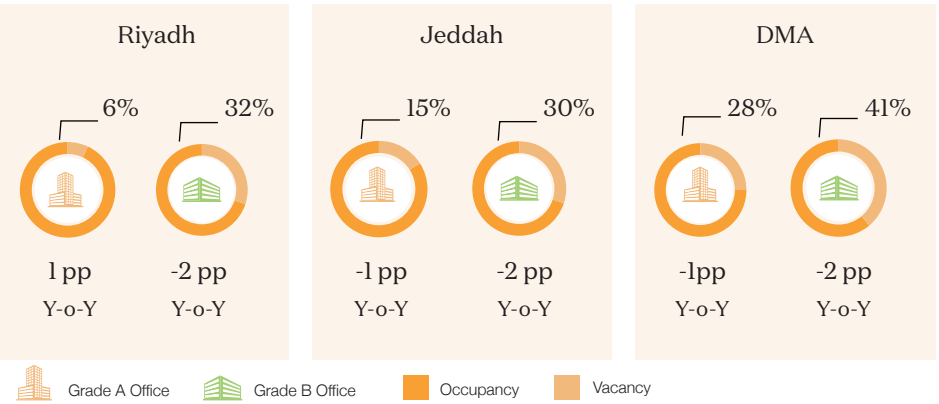 Riyadh
6%
32%
1 pp
Y-o-Y
-2 pp
Y-o-Y
Jeddah
15%
30%
-1 pp
Y-o-Y
-2 pp
Y-o-Y
DMA
28%
41%
-1pp
Y-o-Y
-2 pp
Y-o-Y
Grade A Office
Grade B Office
Occupancy
Vacancy